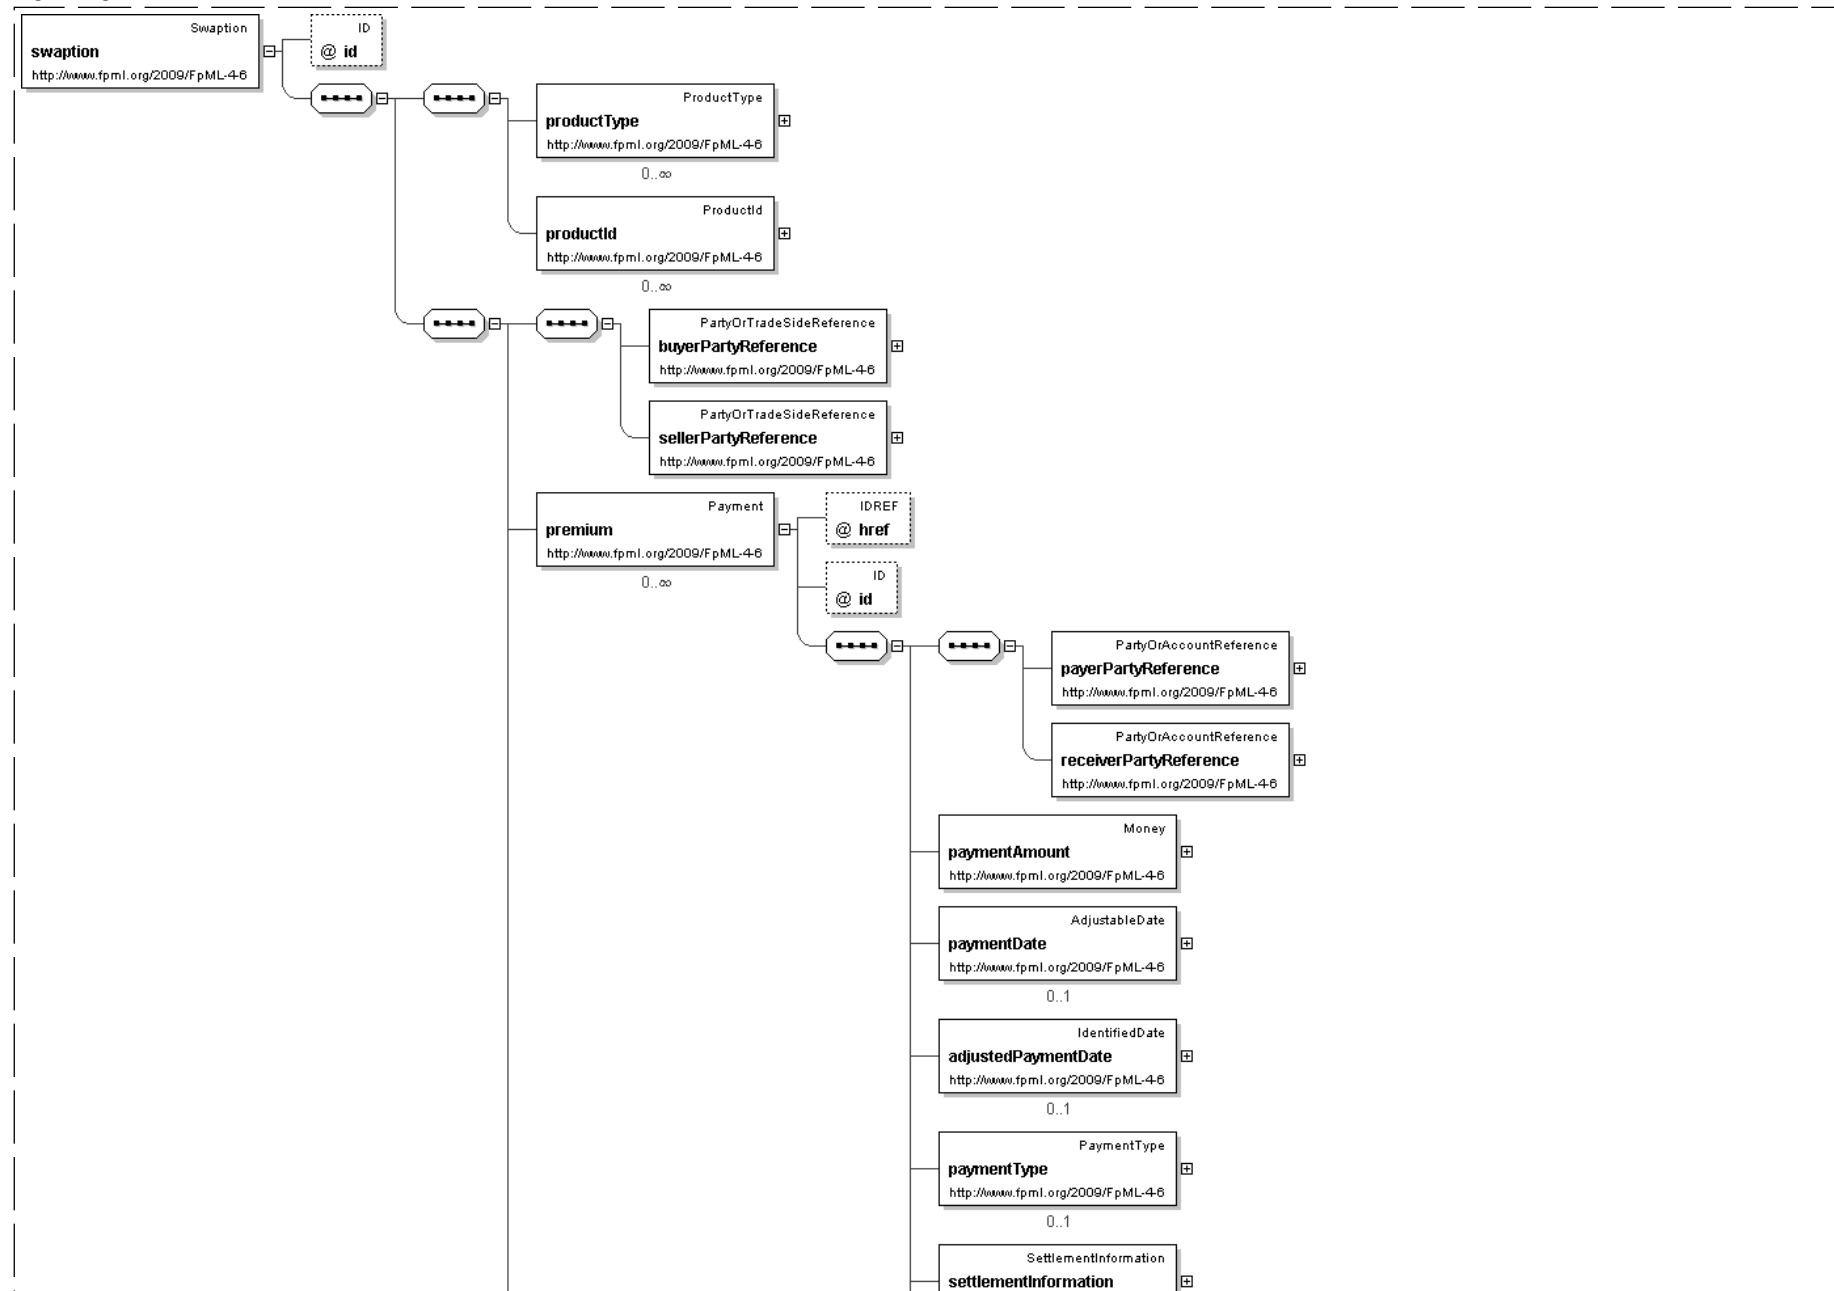 Swaption
swaption
http://www.fpml.org/2009/FpML-4-6
ID
@ id
ProductType
productType
http://www.fpml.org/2009/FpML-4-6
0..∞
ProductId
productId
http://www.fpml.org/2009/FpML-4-6
0..∞
PartyOrTradeSideReference
buyerPartyReference
http://www.fpml.org/2009/FpML-4-6
PartyOrTradeSideReference
sellerPartyReference
http://www.fpml.org/2009/FpML-4-6
Payment
premium
http://www.fpml.org/2009/FpML-4-6
0..∞
IDREF
@ href
ID
@ id
PartyOrAccountReference
payerPartyReference
http://www.fpml.org/2009/FpML-4-6
PartyOrAccountReference
receiverPartyReference
http://www.fpml.org/2009/FpML-4-6
Money
paymentAmount
http://www.fpml.org/2009/FpML-4-6
AdjustableDate
paymentDate
http://www.fpml.org/2009/FpML-4-6
0..1
IdentifiedDate
adjustedPaymentDate
http://www.fpml.org/2009/FpML-4-6
0..1
PaymentType
paymentType
http://www.fpml.org/2009/FpML-4-6
0..1
SettlementInformation
settlementInformation